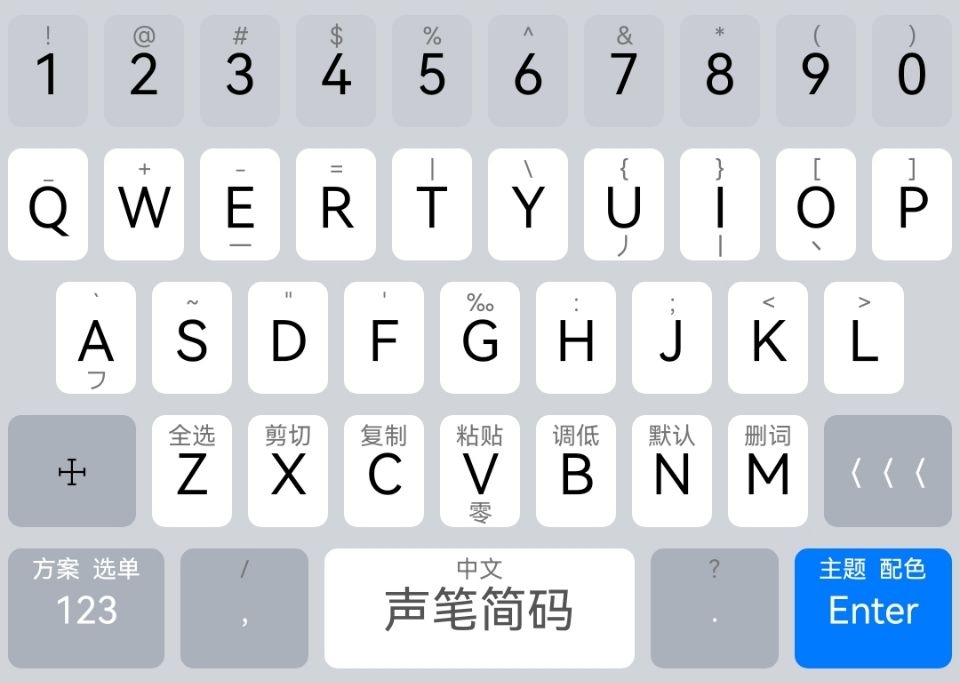 ! @ # $ % ^ & * ( )
1 2 3 4 5 6 7 8 9 0
_ + - = | \ { } [ ]
Q W E R T Y U I O P
一 丿 丨 丶
` ~ " ' ‰ : ; < >
A S D F G H J K L
フ
全选 剪切 复制 粘贴 调低 默认 删词
Z X C V B N M
零
方案 选单 / 中文 ? 主题 配色
123 , 声笔简码 . Enter